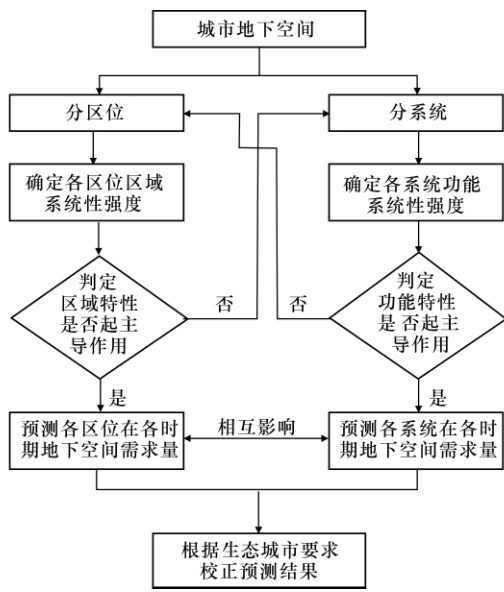 城市地下空间
分区位
分系统
确定各区位区域
系统性强度
确定各系统功能
系统性强度
判定
区域特性
是否起主
导作用
否
否
判定
功能特性
是否起主
导作用
是
是
预测各区位在各时
期地下空间需求量
相互影响
预测各系统在各时
期地下空间需求量
根据生态城市要求
校正预测结果